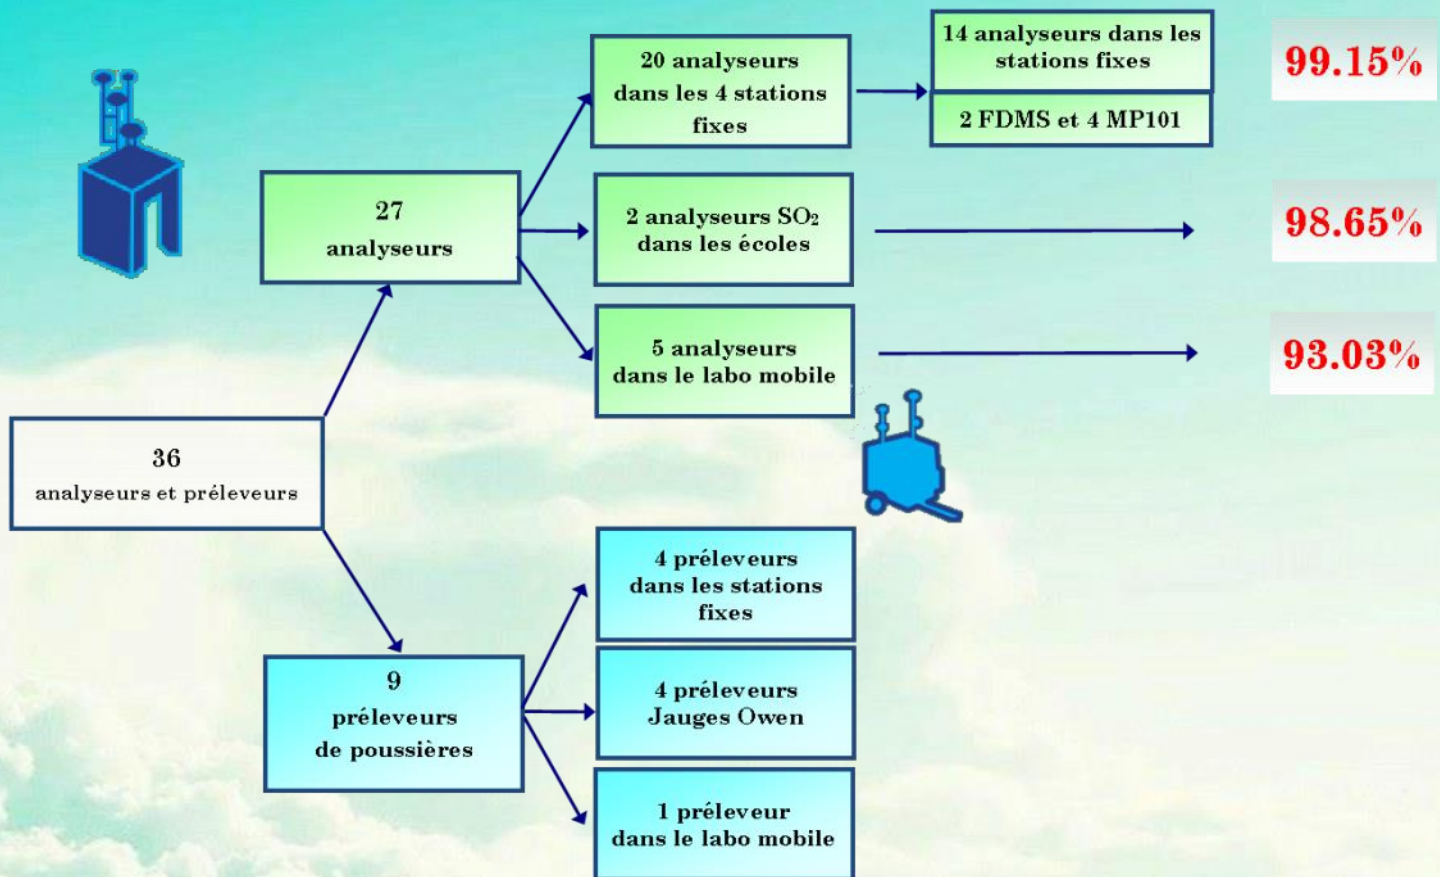 20 analyseurs
dans les 4 stations
fixes
14 analyseurs dans les
stations fixes
2 FDMS et 4 MP101
99.15%
27
analyseurs
2 analyseurs SO₂
dans les écoles
98.65%
5 analyseurs
dans le labo mobile
93.03%
36
analyseurs et préleveurs
4 préleveurs
dans les stations
fixes
9
préleveurs
de poussières
4 préleveurs
Jauges Owen
1 préleveur
dans le labo mobile